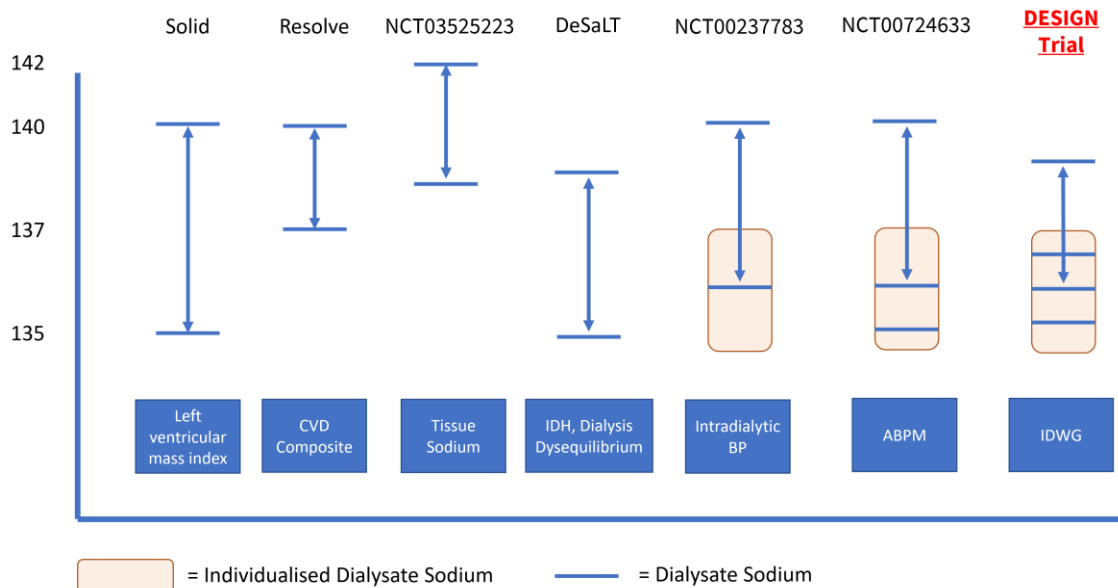 Solid
Resolve
NCT03525223
DeSaLT
NCT00237783
NCT00724633
DESIGN
Trial
142
140
137
135
Left
ventricular
mass index
CVD
Composite
Tissue
Sodium
IDH, Dialysis
Dysequilibrium
Intradialytic
BP
ABPM
IDWG
= Individualised Dialysate Sodium
= Dialysate Sodium